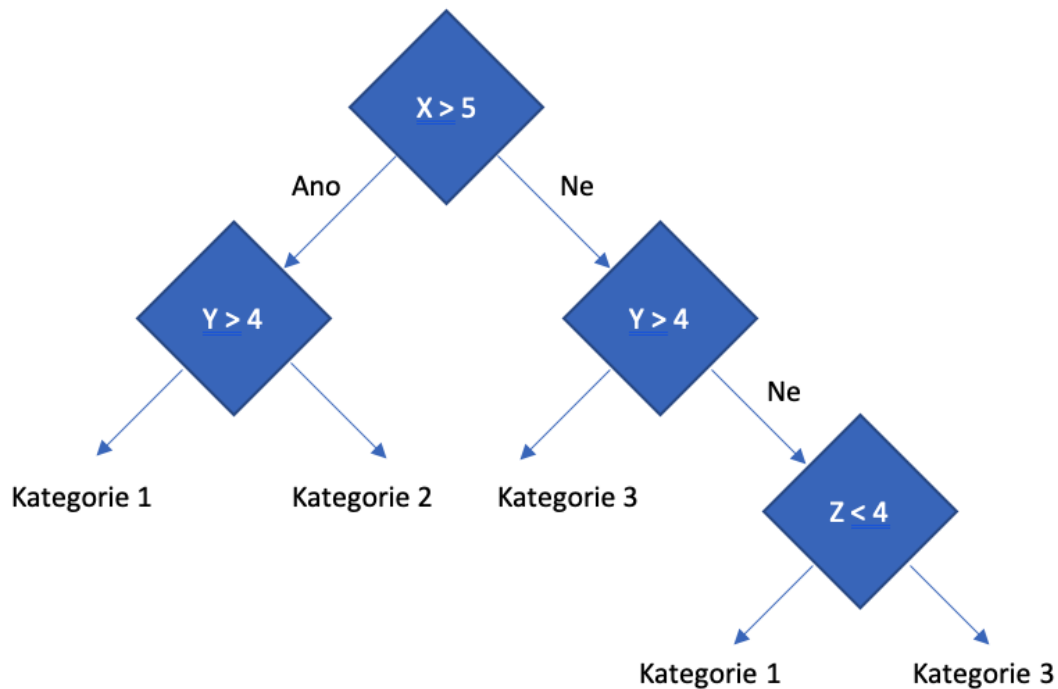 X > 5
Ano
Ne
Y > 4
Y > 4
Ne
Kategorie 1
Kategorie 2
Kategorie 3
Z < 4
Kategorie 1
Kategorie 3